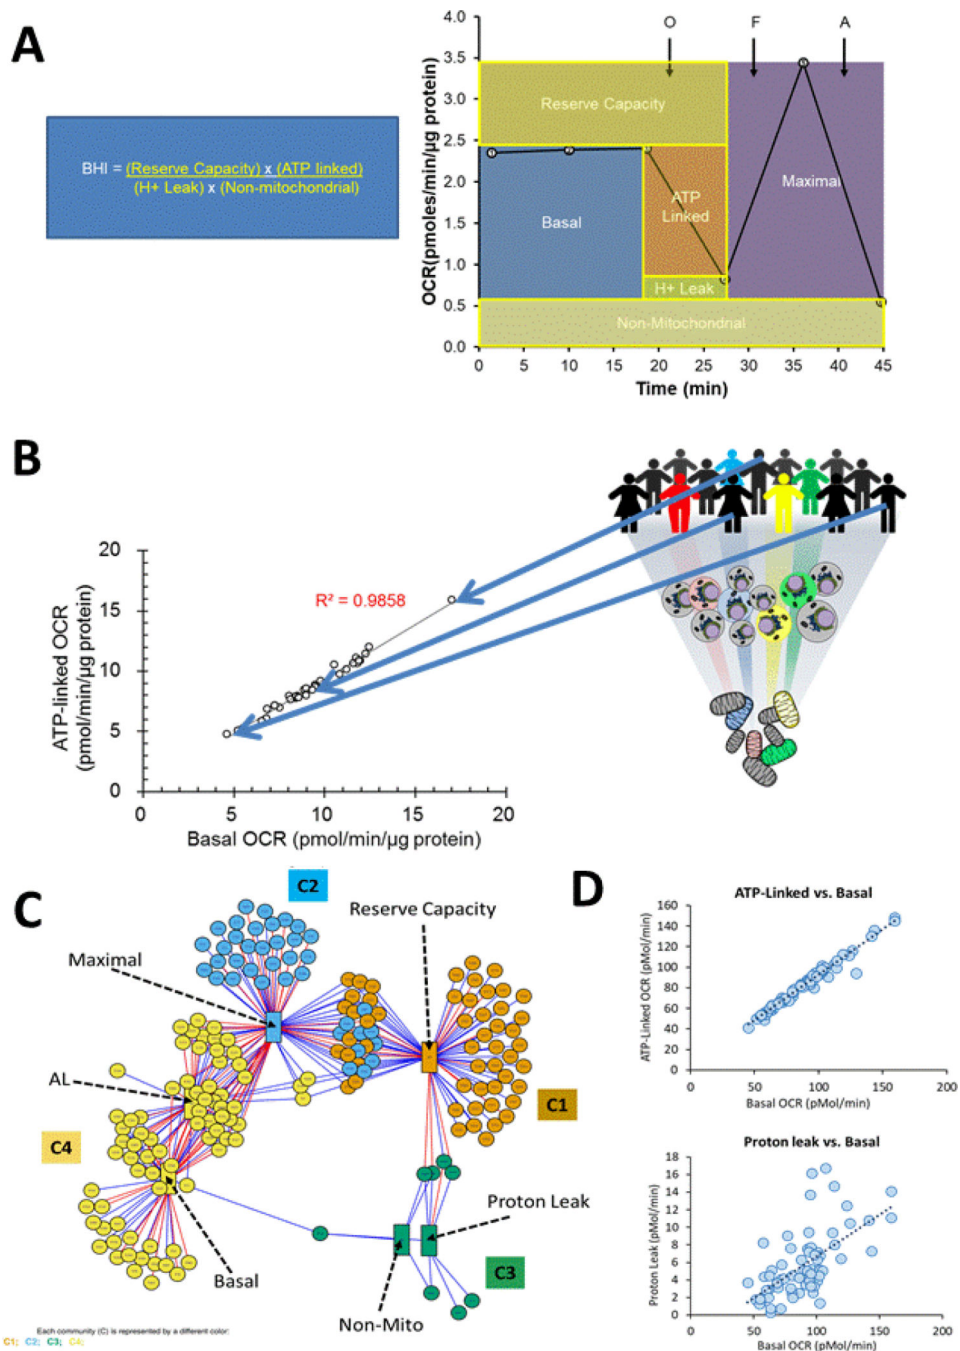 A
BHI = (Reserve Capacity) x (ATP linked)
(H+ Leak) x (Non-mitochondrial)
OCR(pmoles/min/µg protein)
4.0
3.5
3.0
2.5
2.0
1.5
1.0
0.5
0.0
O
F
A
Reserve Capacity
Basal
ATP
Linked
Maximal
H+ Leak
Non-Mitochondrial
0
5
10
15
20
25
30
35
40
45
Time (min)
B
ATP-linked OCR
(pmol/min/µg protein)
20
15
10
5
0
R² = 0.9858
0
5
10
15
20
Basal OCR (pmol/min/µg protein)
C
C2
Reserve Capacity
Maximal
AL
C1
C4
Proton Leak
Basal
C3
Non-Mito
Each community (C) is represented by a different color:
C1; C2; C3; C4;
D
ATP-Linked vs. Basal
ATP-Linked OCR (pMol/min)
160
140
120
100
80
60
40
20
0
0
50
100
150
200
Basal OCR (pMol/min)
Proton leak vs. Basal
Proton Leak (pMol/min)
18
16
14
12
10
8
6
4
2
0
0
50
100
150
200
Basal OCR (pMol/min)